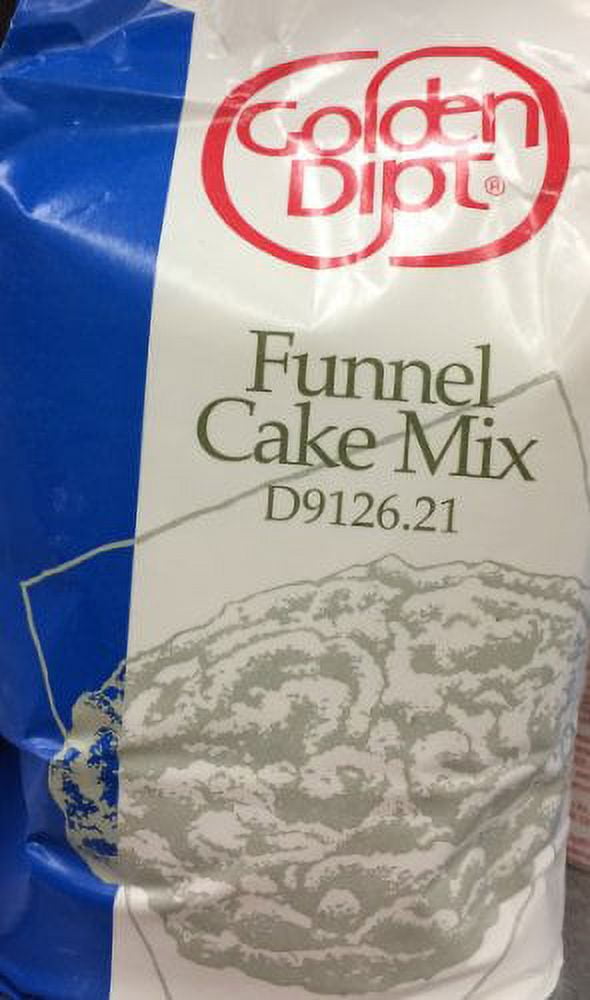 Golden
Dipt®
Funnel
Cake Mix
D9126.21